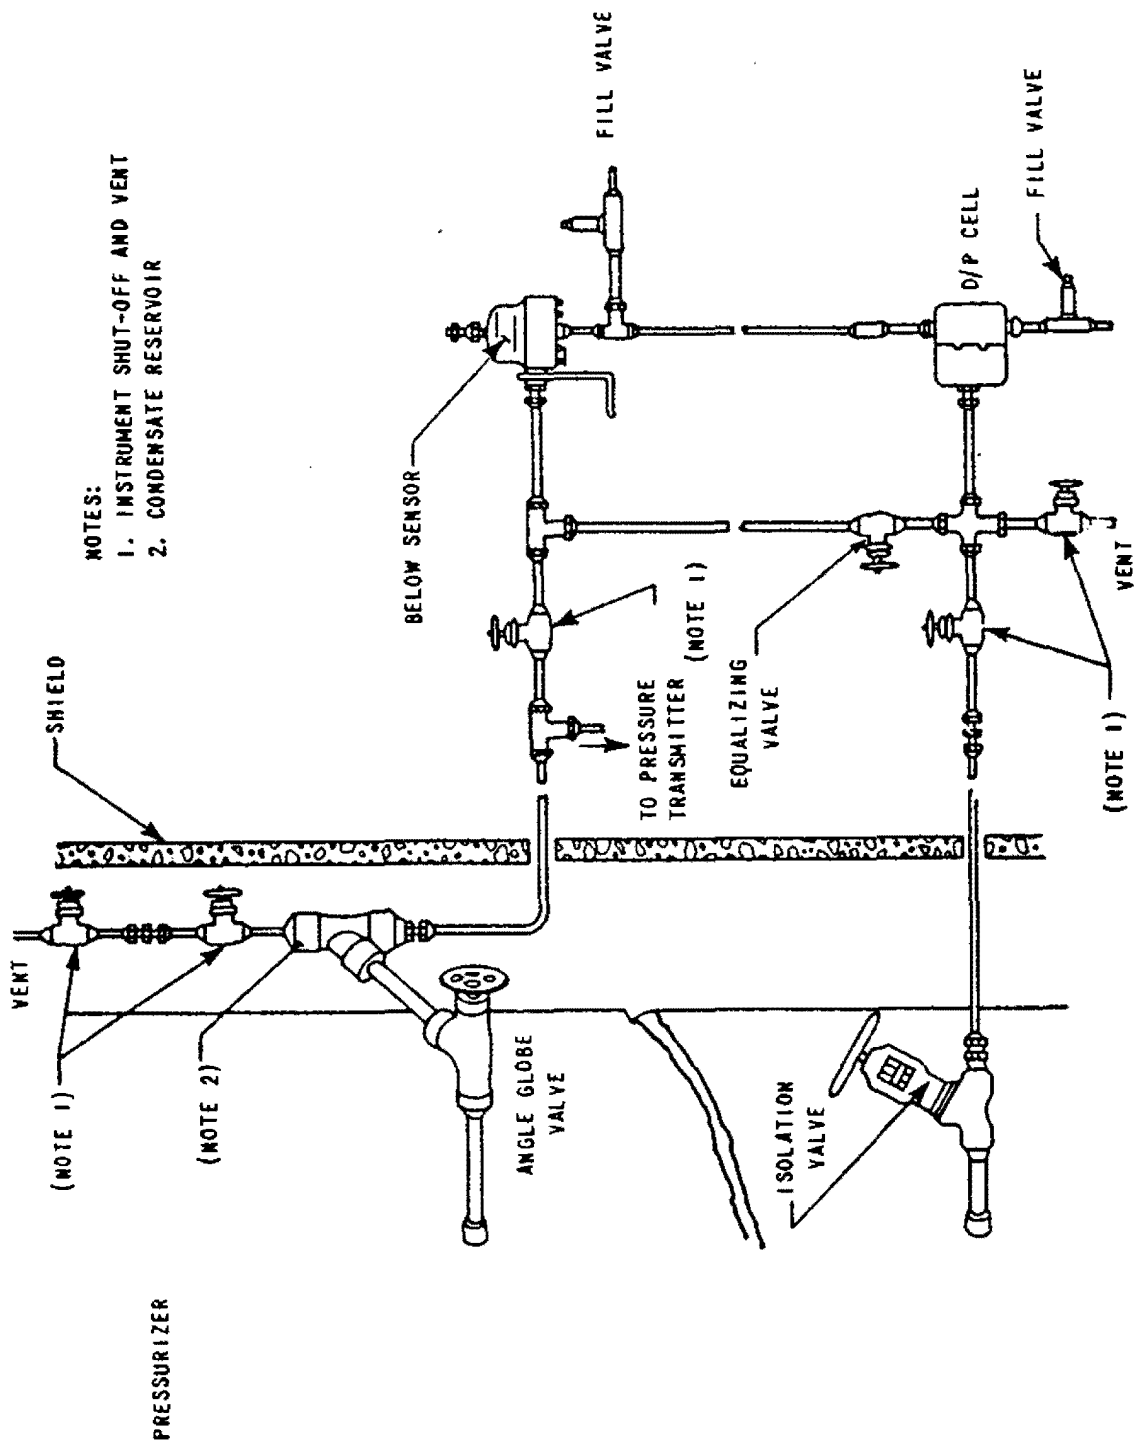 PRESSURIZER
(NOTE 1)
VENT
(NOTE 2)
SHIELD
NOTES:
1. INSTRUMENT SHUT-OFF AND VENT
2. CONDENSATE RESERVOIR
ANGLE GLOBE
VALVE
BELOW SENSOR
FILL VALVE
TO PRESSURE
TRANSMITTER
(NOTE 1)
EQUALIZING
VALVE
ISOLATION
VALVE
D/P CELL
FILL VALVE
(NOTE 1)
VENT